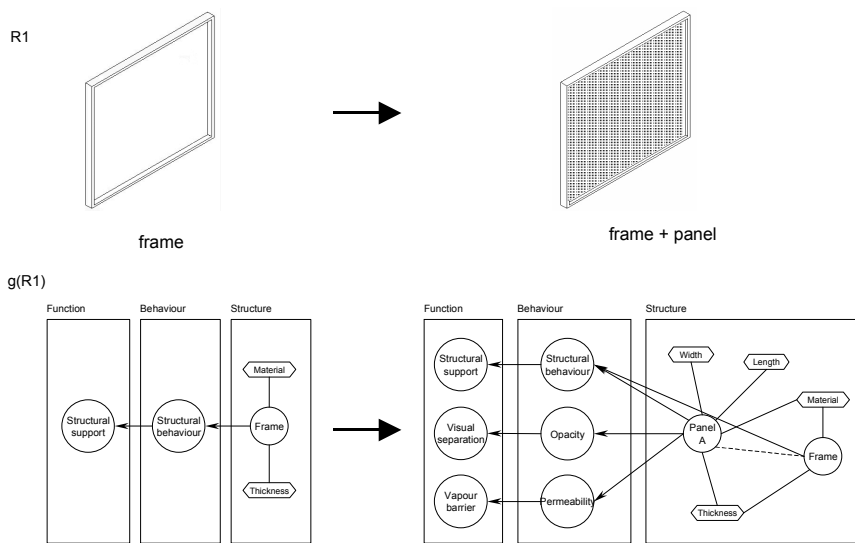 R1
frame
frame + panel
g(R1)
Function
Behaviour
Structure
Material
Structural
support
Structural
behaviour
Frame
Thickness
Function
Behaviour
Structure
Structural
support
Structural
behaviour
Width
Length
Material
Visual
separation
Opacity
Panel
A
Frame
Vapour
barrier
Permeability
Thickness